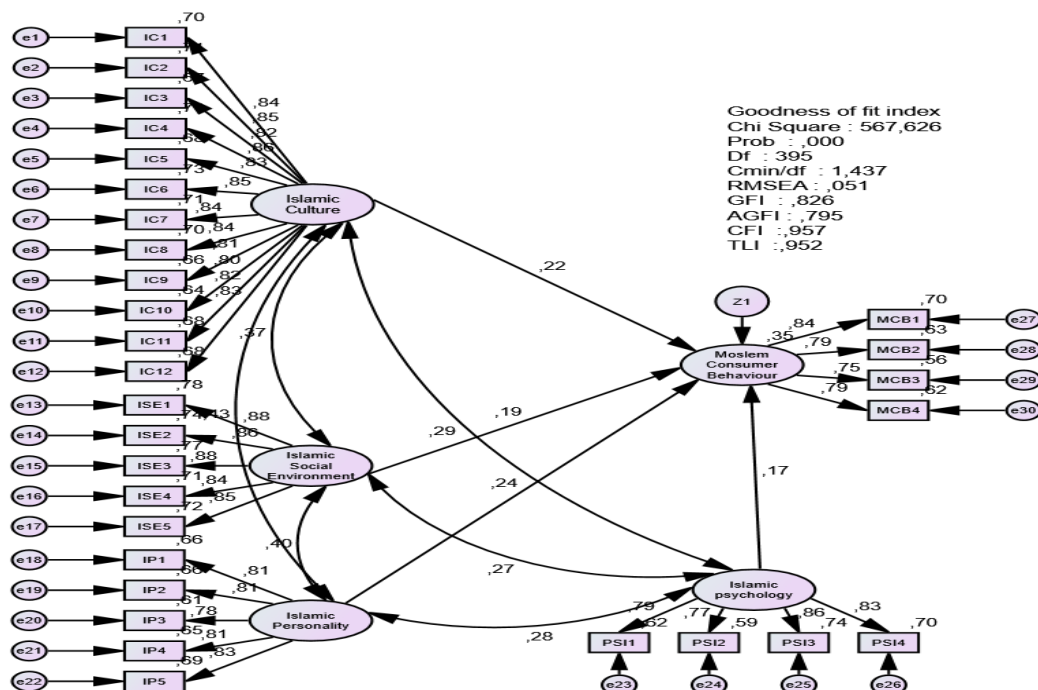 ,70
e1 IC1
e2 IC2
e3 IC3
e4 IC4
e5 IC5
,73
e6 IC6
,71
e7 IC7
,70
e8 IC8
,66
e9 IC9
,64
e10 IC10
,68
e11 IC11
,68
e12 IC12
,84
,85
,82
,86
,83
,85
,84
,84
,81
,80
,82
,83
Islamic
Culture
Goodness of fit index
Chi Square : 567,626
Prob : ,000
Df : 395
Cmin/df : 1,437
RMSEA : ,051
GFI : ,826
AGFI : ,795
CFI :,957
TLI :,952
,22
,37
,78
e13 ISE1
,74
,43
e14 ISE2
,77
e15 ISE3
,71
e16 ISE4
,72
e17 ISE5
,88
,86
,88
,84
,85
Islamic
Social
Environment
,19
,29
,24
,40
,27
,28
,17
Z1
,35
Moslem
Consumer
Behaviour
,84
,79
,75
,79
,70
MCB1 e27
,63
MCB2 e28
,56
MCB3 e29
,62
MCB4 e30
,66
e18 IP1
,66
e19 IP2
,61
e20 IP3
,65
e21 IP4
,69
e22 IP5
,81
,81
,78
,81
,83
Islamic
Personality
Islamic
psychology
,79
,77
,86
,83
,62
,59
,74
,70
PSI1 PSI2 PSI3 PSI4
e23 e24 e25 e26